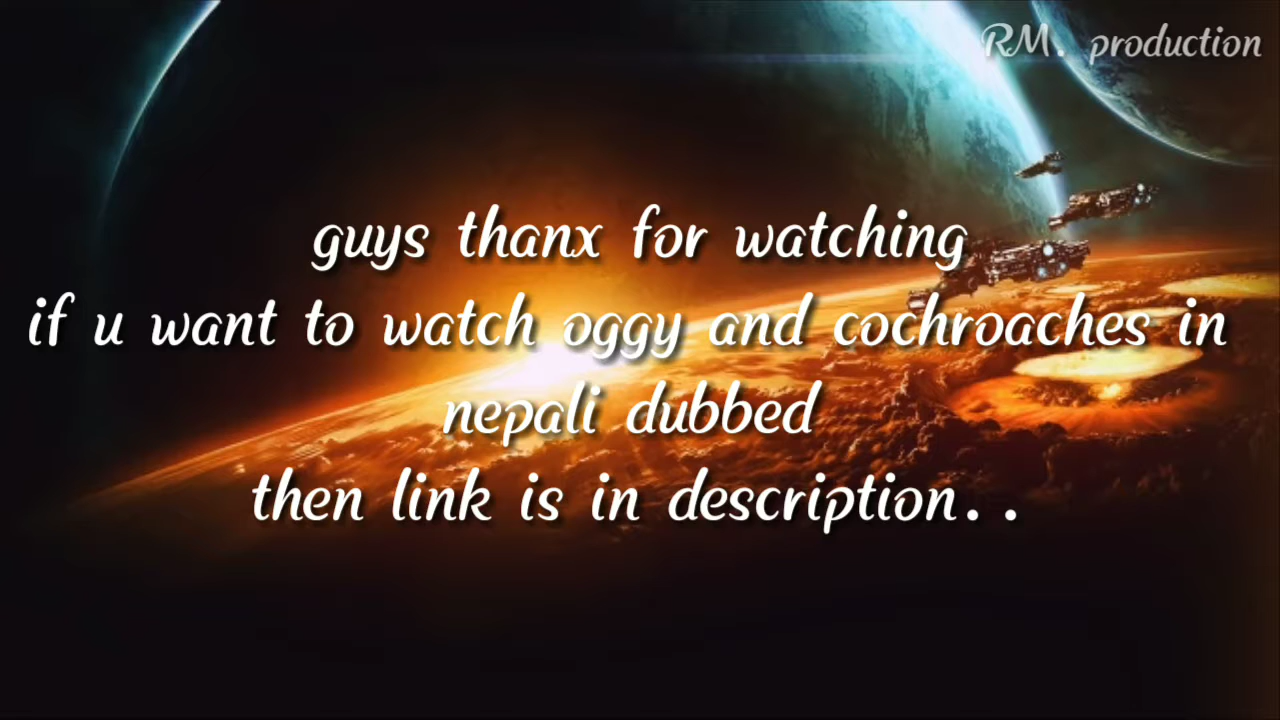 RM. production
guys thanx for watching
if u want to watch oggy and cochroaches in
nepali dubbed
then link is in description. .